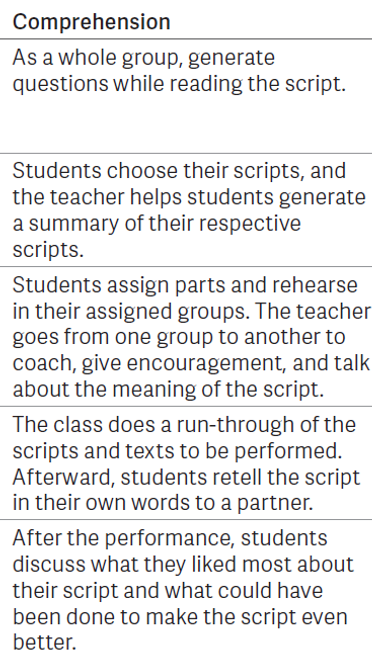 Comprehension
As a whole group, generate
questions while reading the script.
Students choose their scripts, and
the teacher helps students generate
a summary of their respective
scripts.
Students assign parts and rehearse
in their assigned groups. The teacher
goes from one group to another to
coach, give encouragement, and talk
about the meaning of the script.
The class does a run-through of the
scripts and texts to be performed.
Afterward, students retell the script
in their own words to a partner.
After the performance, students
discuss what they liked most about
their script and what could have
been done to make the script even
better.